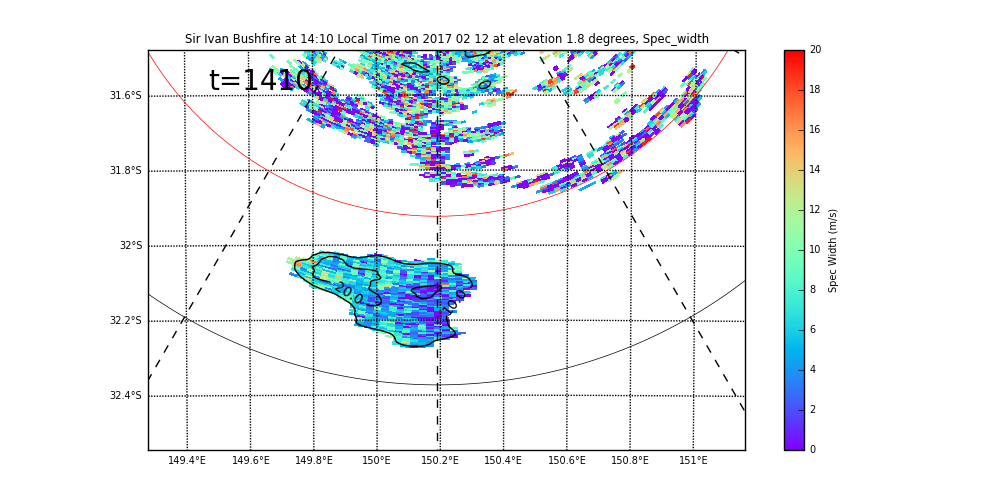 Sir Ivan Bushfire at 14:10 Local Time on 2017 02 12 at elevation 1.8 degrees, Spec_width
t=1410
31.6°S
31.8°S
32°S
32.2°S
32.4°S
20.0
0
0
149.4°E 149.6°E 149.8°E 150°E 150.2°E 150.4°E 150.6°E 150.8°E 151°E
20
18
16
14
12
10
8
6
4
2
0
Spec Width (m/s)